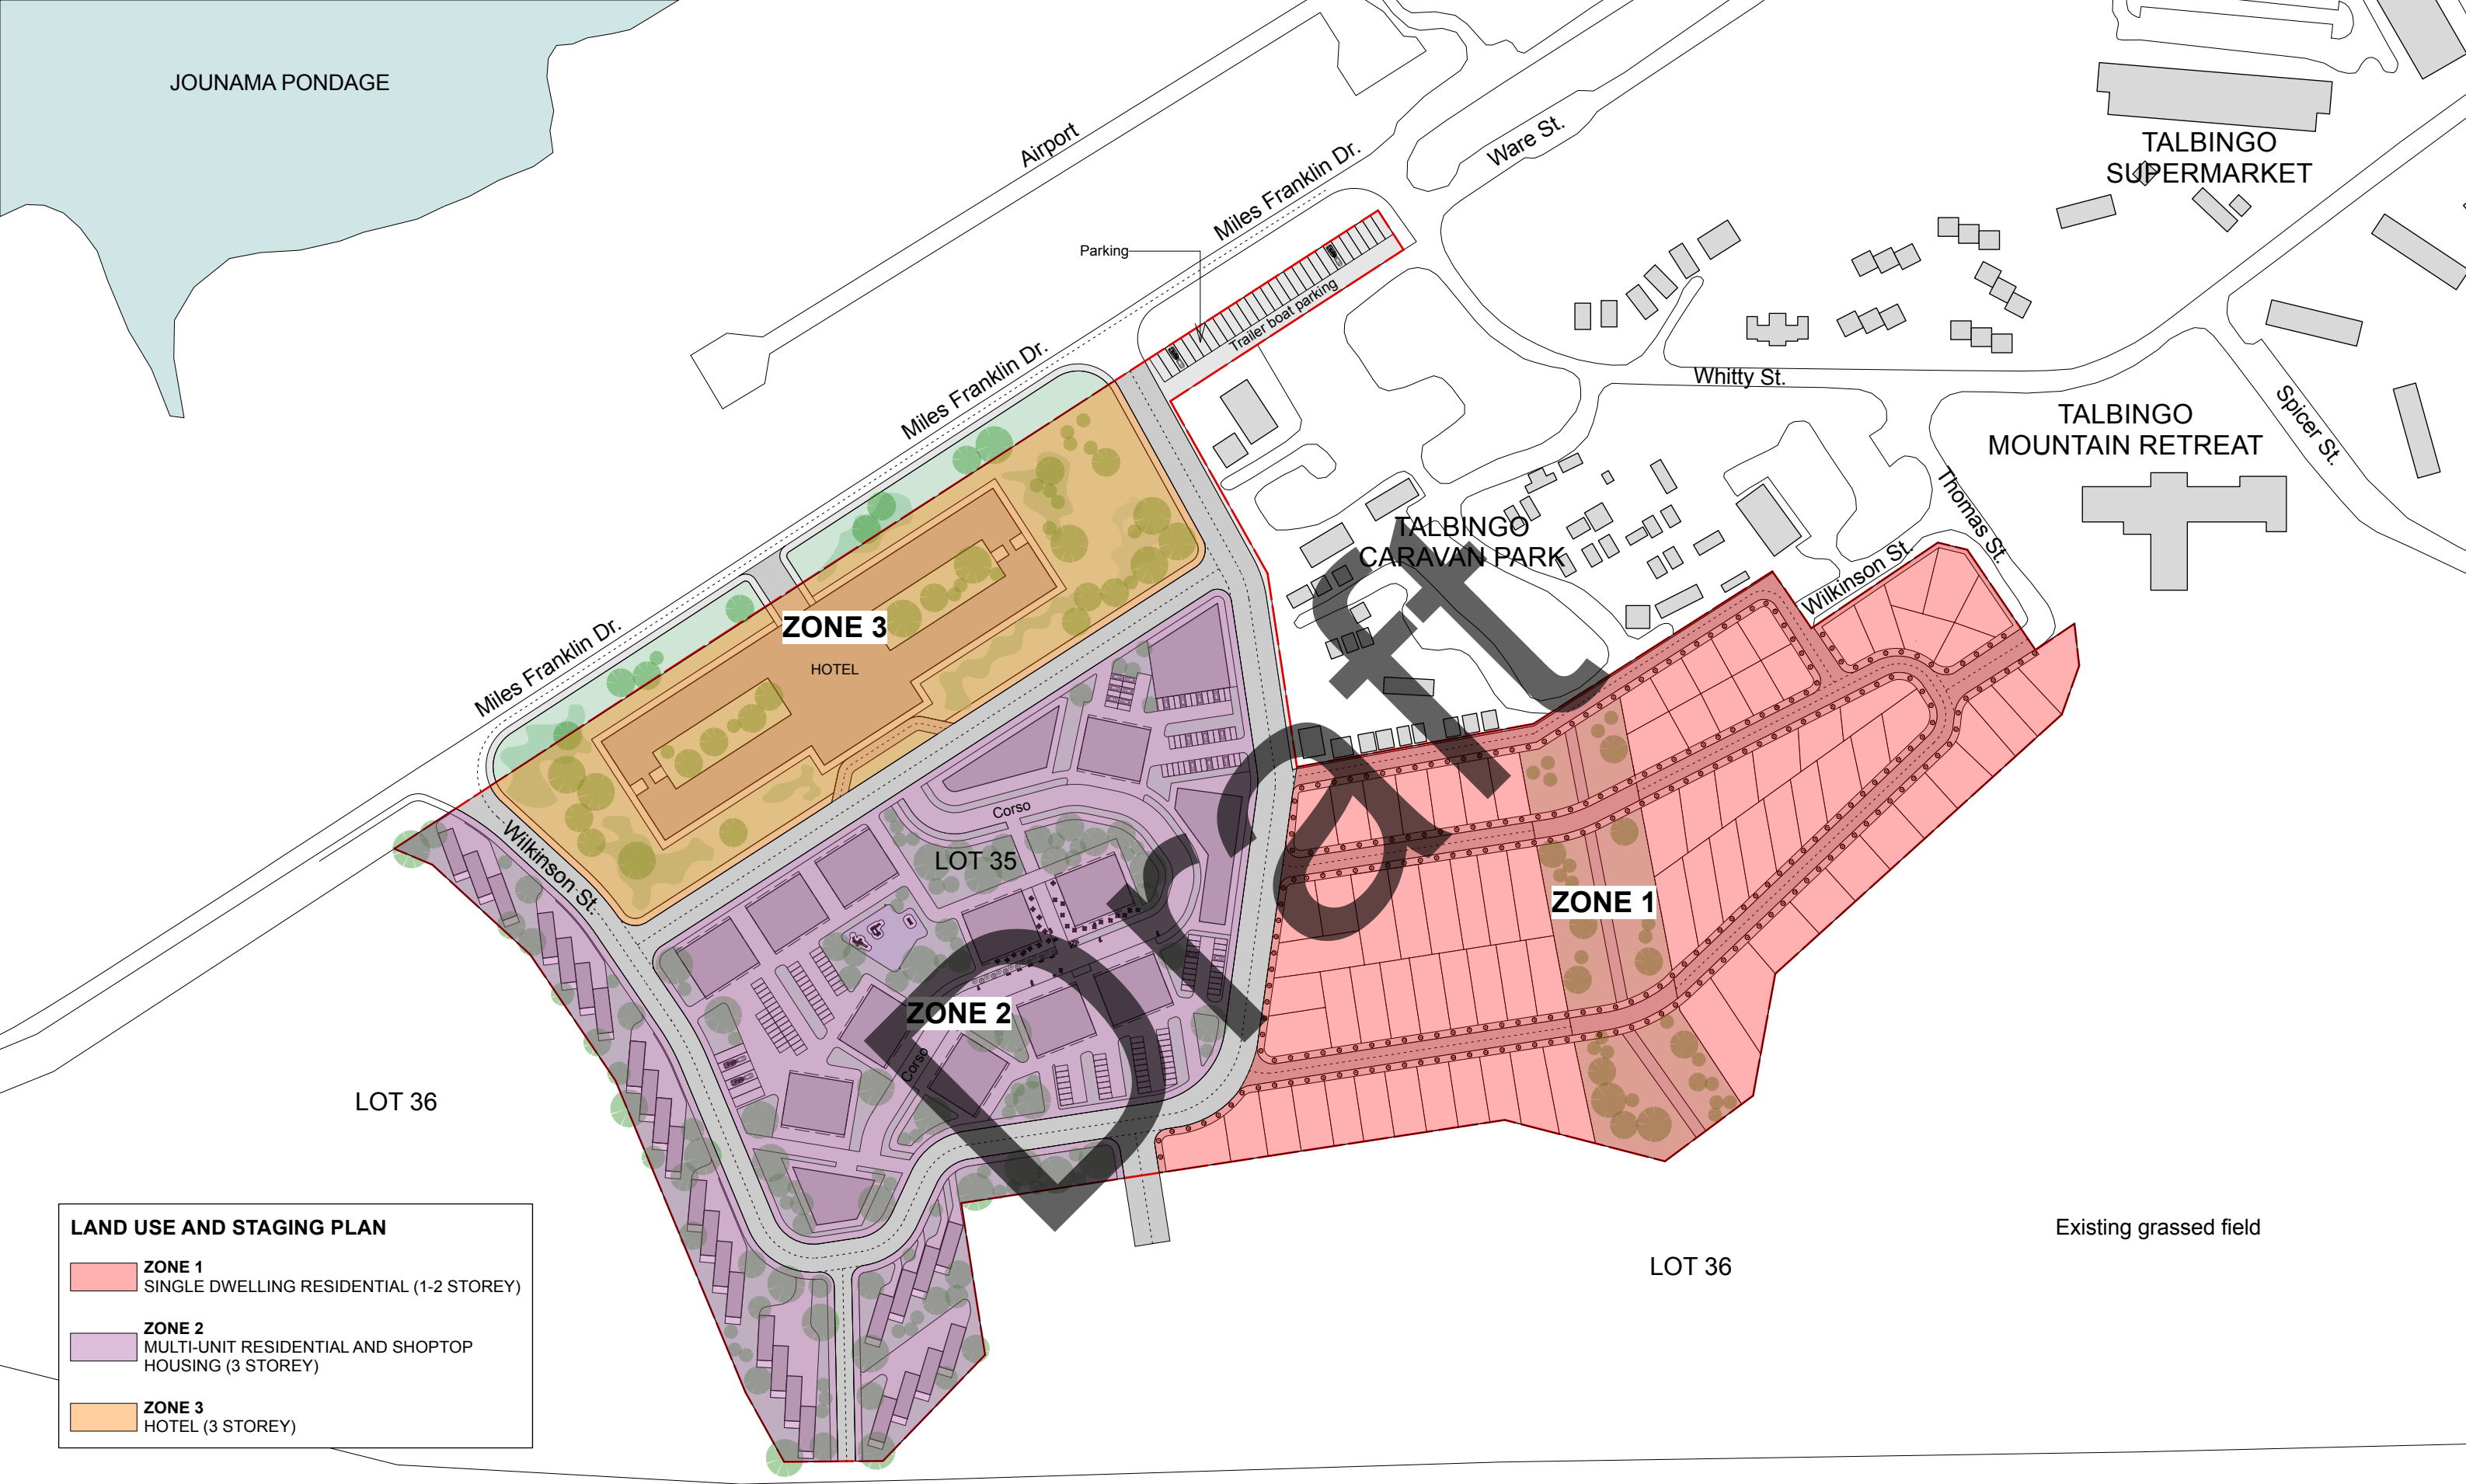 JOUNAMA PONDAGE
Airport
Miles Franklin Dr.
Ware St.
TALBINGO
SUPERMARKET
Parking
Trailer boat parking
Miles Franklin Dr.
Whitty St.
Spicer St.
TALBINGO
MOUNTAIN RETREAT
Thomas St.
TALBINGO
CARAVAN PARK
Wilkinson St.
Miles Franklin Dr.
ZONE 3
HOTEL
Corso
Wilkinson St.
LOT 35
ZONE 1
ZONE 2
Corso
Draft
LOT 36
Existing grassed field
LOT 36
LAND USE AND STAGING PLAN
ZONE 1
SINGLE DWELLING RESIDENTIAL (1-2 STOREY)
ZONE 2
MULTI-UNIT RESIDENTIAL AND SHOPTOP
HOUSING (3 STOREY)
ZONE 3
HOTEL (3 STOREY)